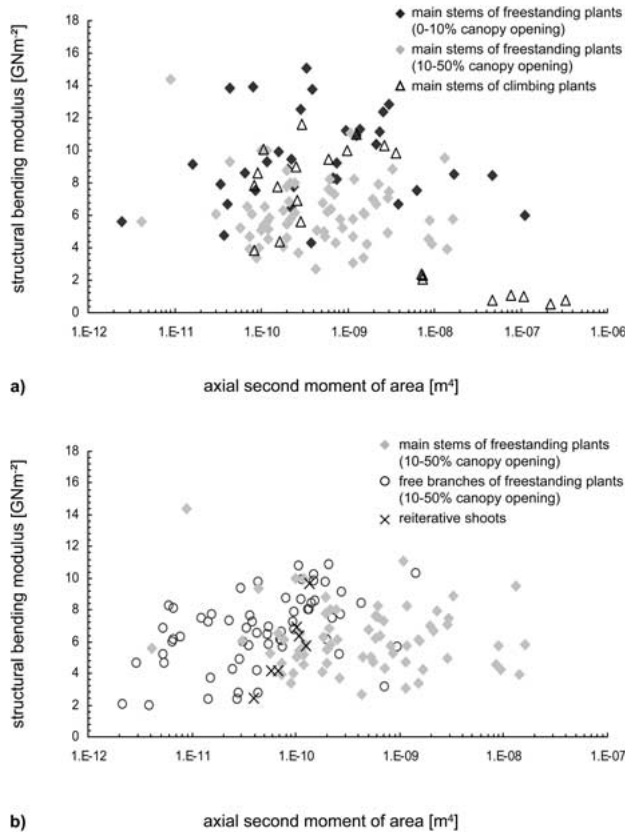 18
16
14
12
10
8
6
4
2
0
structural bending modulus [GNm⁻²]
main stems of freestanding plants
(0-10% canopy opening)
main stems of freestanding plants
(10-50% canopy opening)
main stems of climbing plants
1.E-12 1.E-11 1.E-10 1.E-09 1.E-08 1.E-07 1.E-06
a) axial second moment of area [m⁴]
18
16
14
12
10
8
6
4
2
0
structural bending modulus [GNm⁻²]
main stems of freestanding plants
(10-50% canopy opening)
free branches of freestanding plants
(10-50% canopy opening)
reiterative shoots
1.E-12 1.E-11 1.E-10 1.E-09 1.E-08 1.E-07
b) axial second moment of area [m⁴]